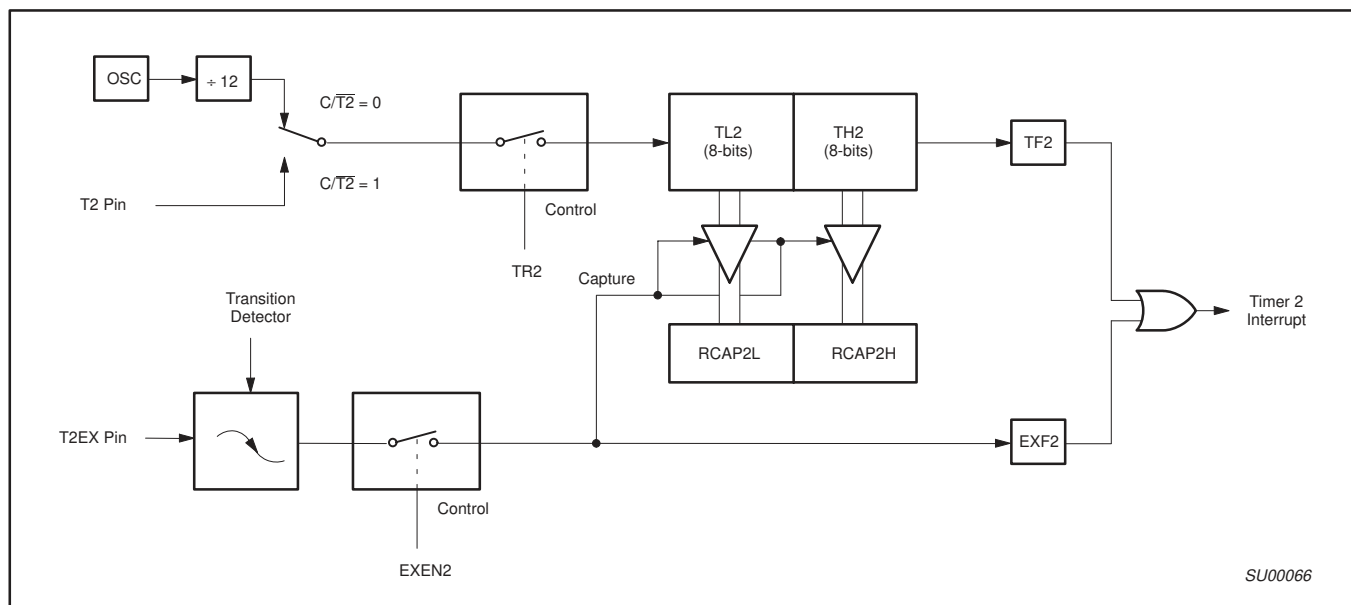 OSC
÷ 12
C/T2 = 0
C/T2 = 1
T2 Pin
Control
TR2
TL2
(8-bits)
TH2
(8-bits)
TF2
Capture
Transition
Detector
RCAP2L
RCAP2H
Timer 2
Interrupt
T2EX Pin
Control
EXEN2
EXF2
SU00066